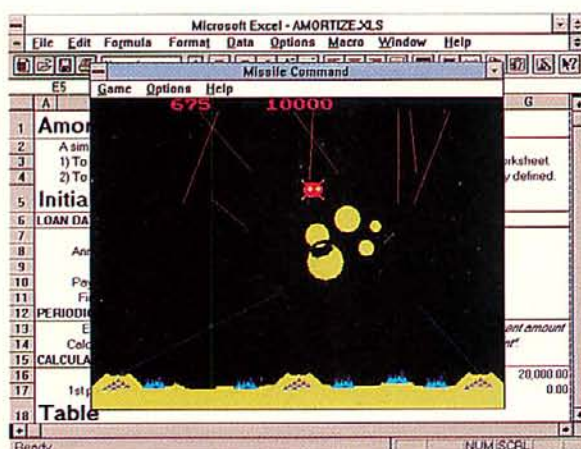 Microsoft Excel - AMORTIZE.XLS
File Edit Formula Format Data Options Macro Window Help
Missile Command
Game Options Help
675 10000
E5
A G
1 Amor
2 A sim
3 1) To rksheet.
4 2) To y defined.
5 Initia
6 LOAN DA
7
8 Ann
9
10 Pay
11 Fi
12 PERIODIC
13 E ent amount
14 Calc nt".
15 CALCULA
16 20,000.00
17 1st p 0.00
18 Table
Ready NUM SCRL